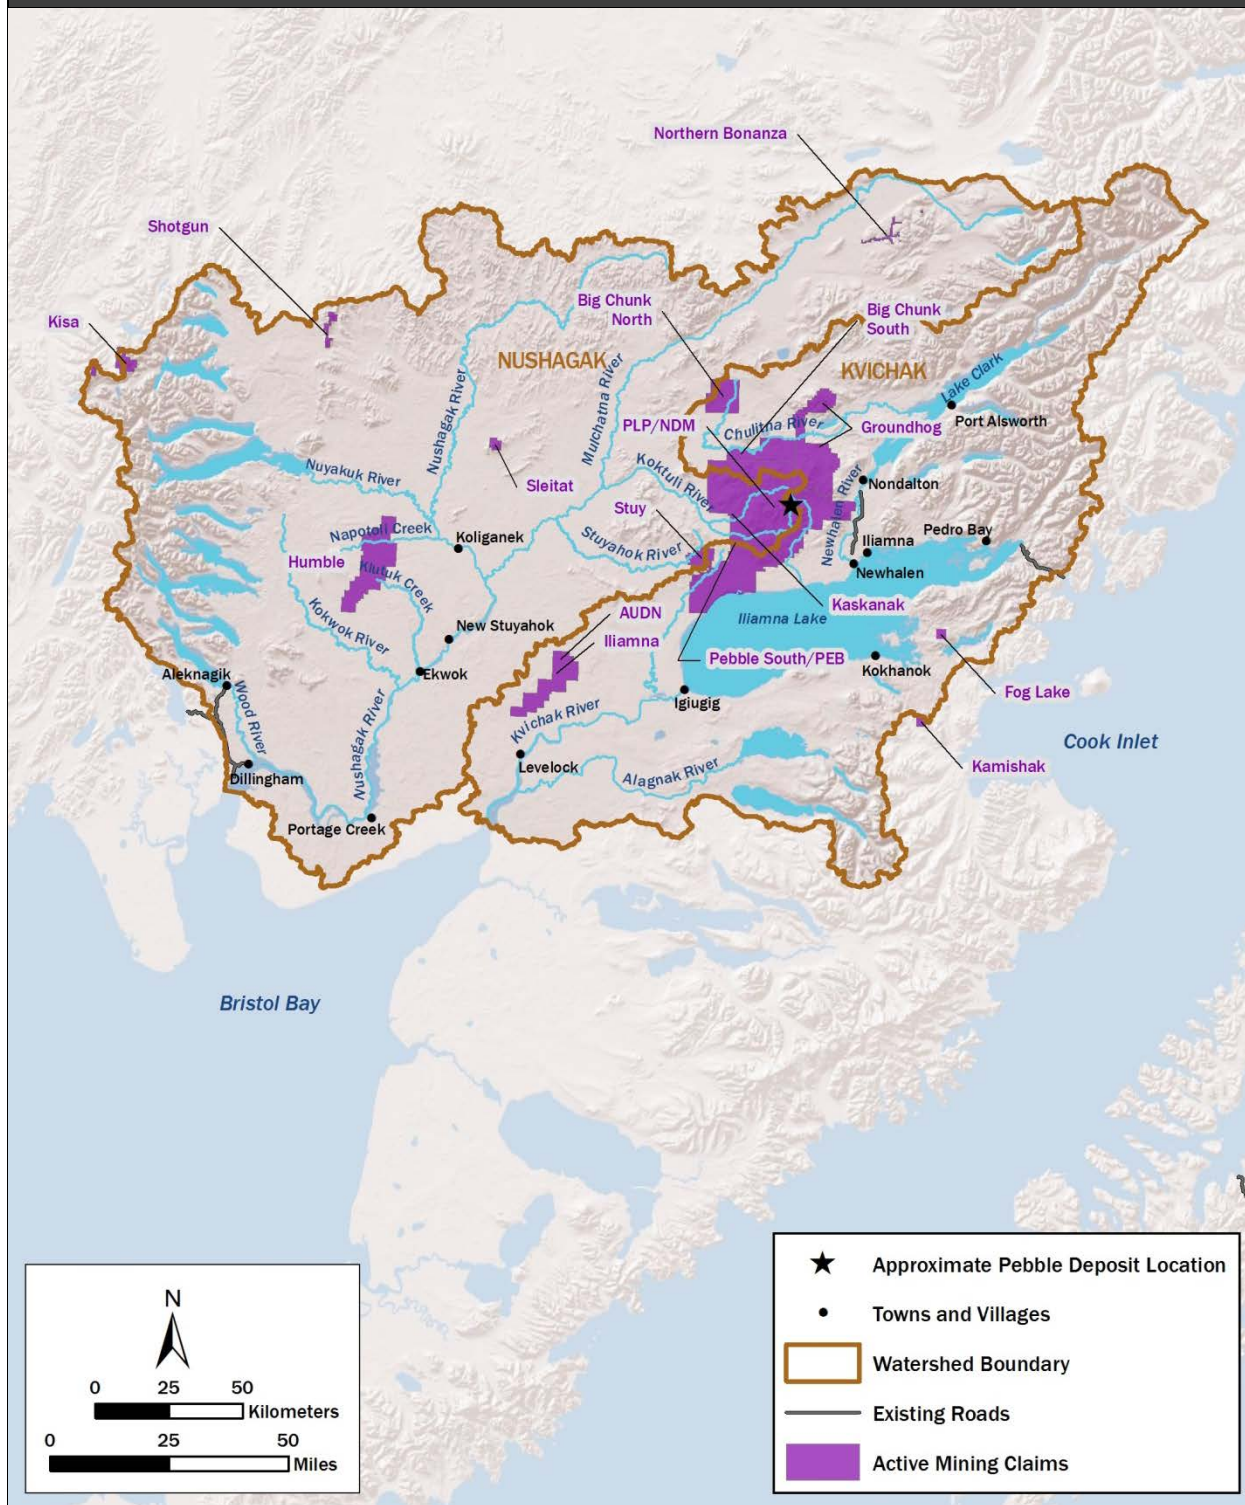 Northern Bonanza
Shotgun
Kisa
Big Chunk
North
Big Chunk
South
NUSHAGAK
KVICHAK
Nushagak River
Mulchatna River
Lake Clark
Port Alsworth
PLP/NDM
Chulitna River
Groundhog
Nuyakuk River
Sleitat
Koktuli River
Newhalen River
Nondalton
Stuy
Napotoli Creek
Koliganek
Stuyahok River
Iliamna
Pedro Bay
Humble
Klutuk Creek
Newhalen
Kaskanak
Kokwok River
AUDN
New Stuyahok
Iliamna
Iliamna Lake
Pebble South/PEB
Kokhanok
Aleknagik
Ekwok
Fog Lake
Igiugig
Wood River
Nushagak River
Kvichak River
Cook Inlet
Levelock
Alagnak River
Kamishak
Dillingham
Portage Creek
Bristol Bay
N
0 25 50
Kilometers
0 25 50
Miles
Approximate Pebble Deposit Location
Towns and Villages
Watershed Boundary
Existing Roads
Active Mining Claims